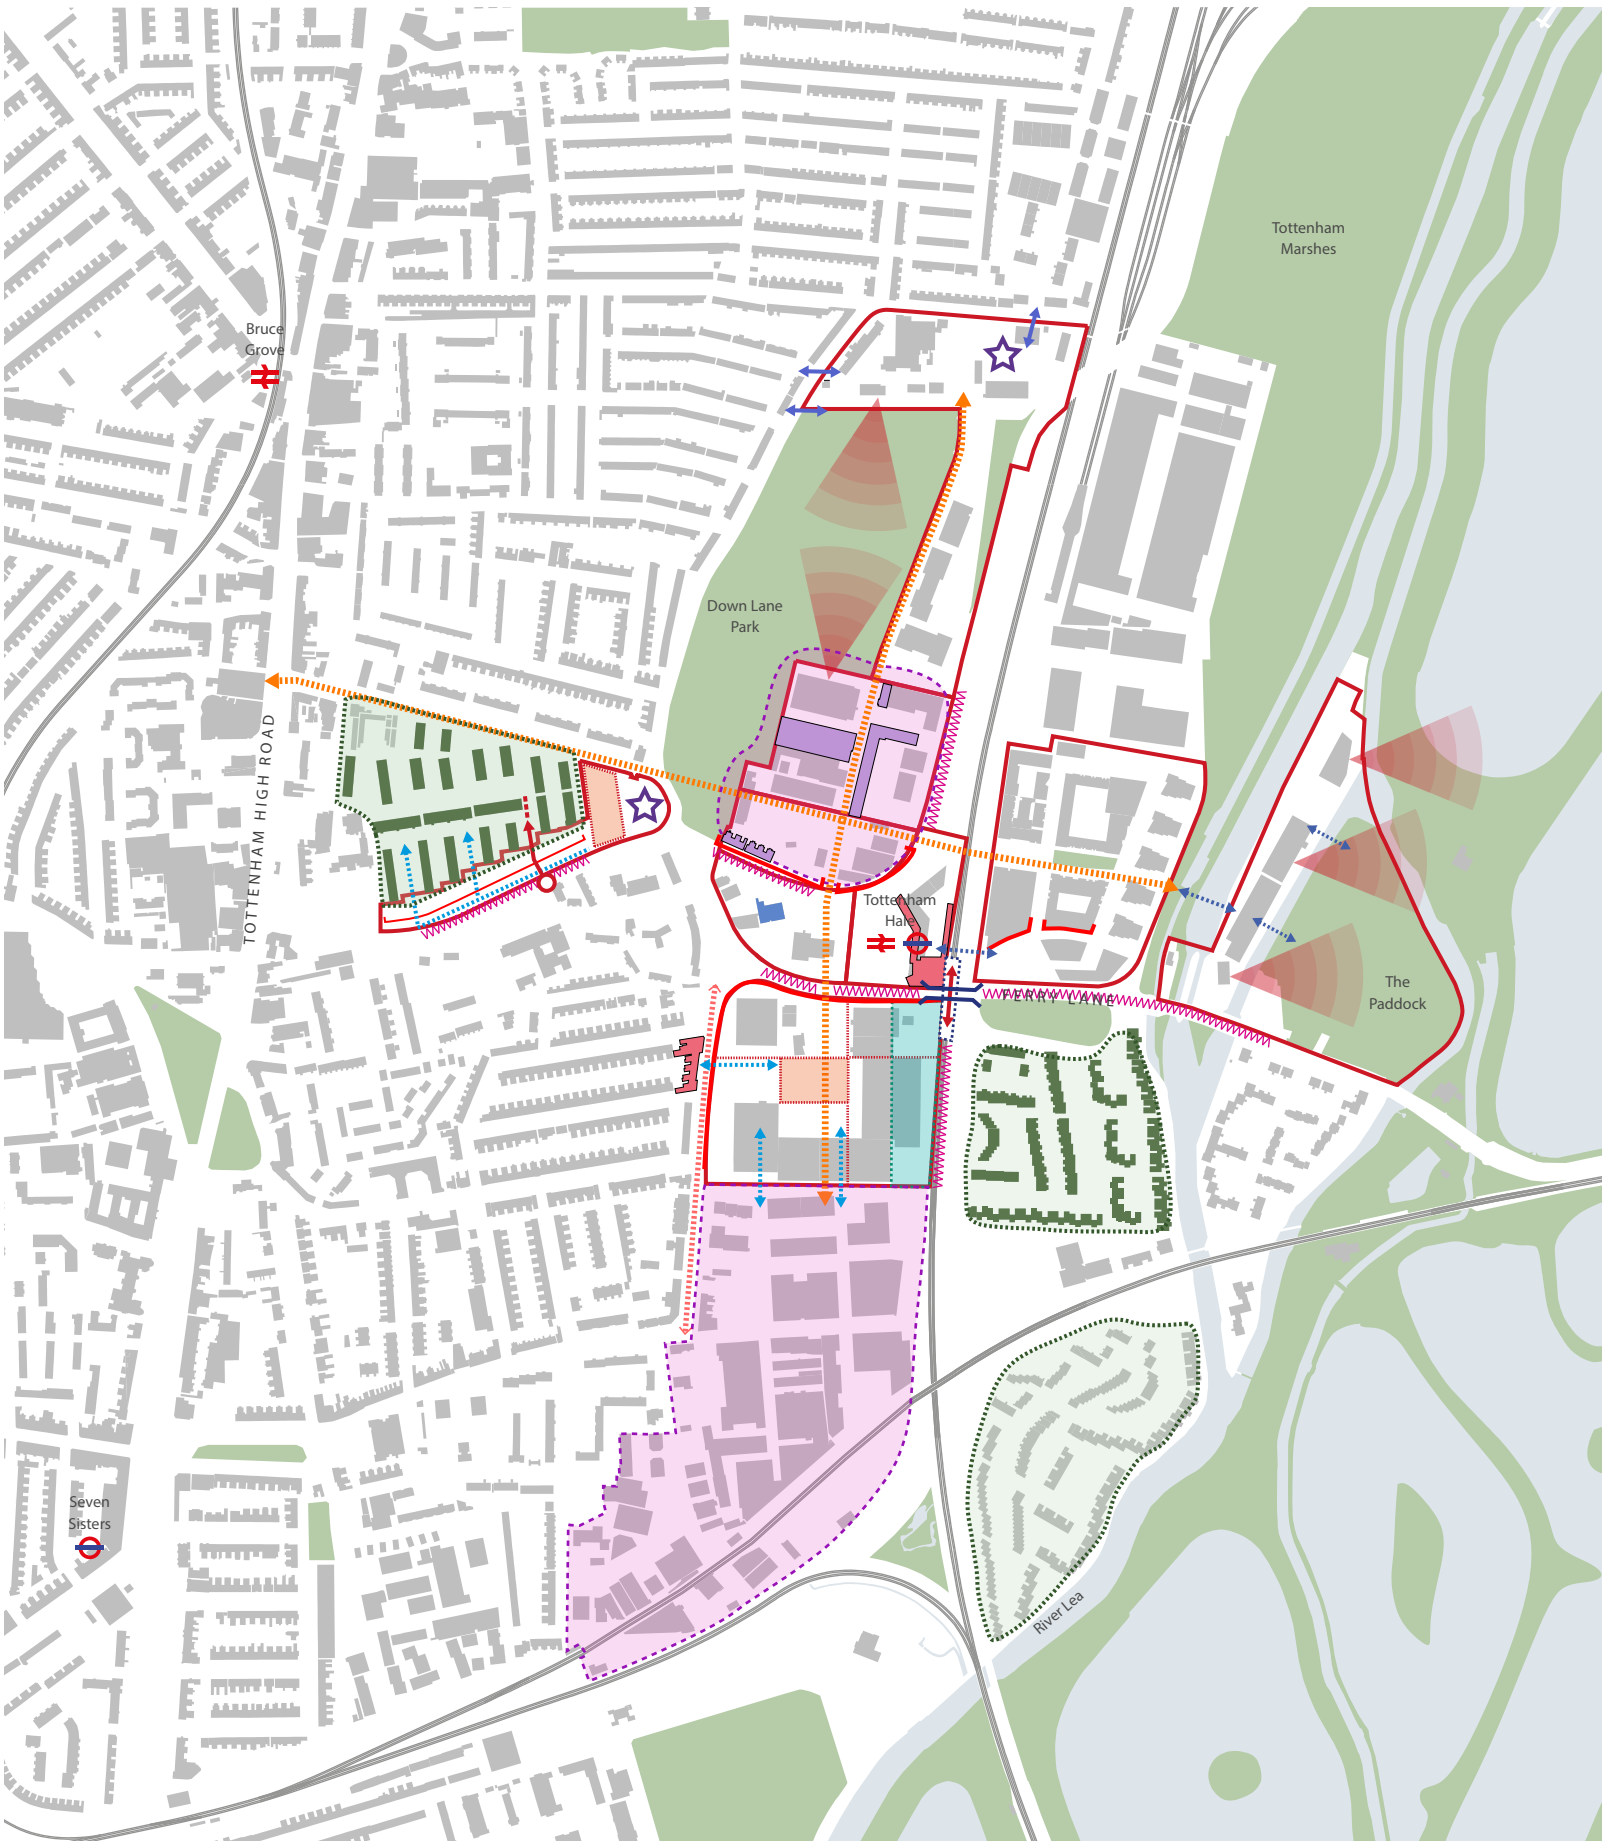 Tottenham
Marshes
Bruce
Grove
Down Lane
Park
TOTTENHAM HIGH ROAD
Tottenham
Hale
FERRY LANE
The
Paddock
Seven
Sisters
River Lea